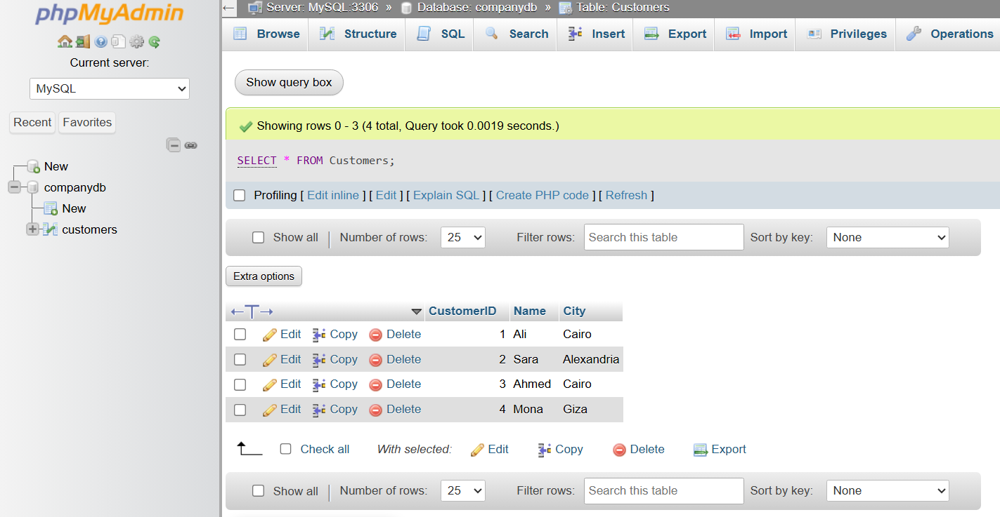 phpMyAdmin
Current server:
MySQL
Recent Favorites
New
companydb
New
customers
← Server: MySQL:3306 » Database: companydb » Table: Customers
Browse Structure SQL Search Insert Export Import Privileges Operations
Show query box
Showing rows 0 - 3 (4 total, Query took 0.0019 seconds.)
SELECT * FROM Customers;
Profiling [ Edit inline ] [ Edit ] [ Explain SQL ] [ Create PHP code ] [ Refresh ]
Show all | Number of rows: 25 Filter rows: Search this table Sort by key: None
Extra options
←T→ CustomerID Name City
Edit Copy Delete 1 Ali Cairo
Edit Copy Delete 2 Sara Alexandria
Edit Copy Delete 3 Ahmed Cairo
Edit Copy Delete 4 Mona Giza
Check all With selected: Edit Copy Delete Export
Show all | Number of rows: 25 Filter rows: Search this table Sort by key: None